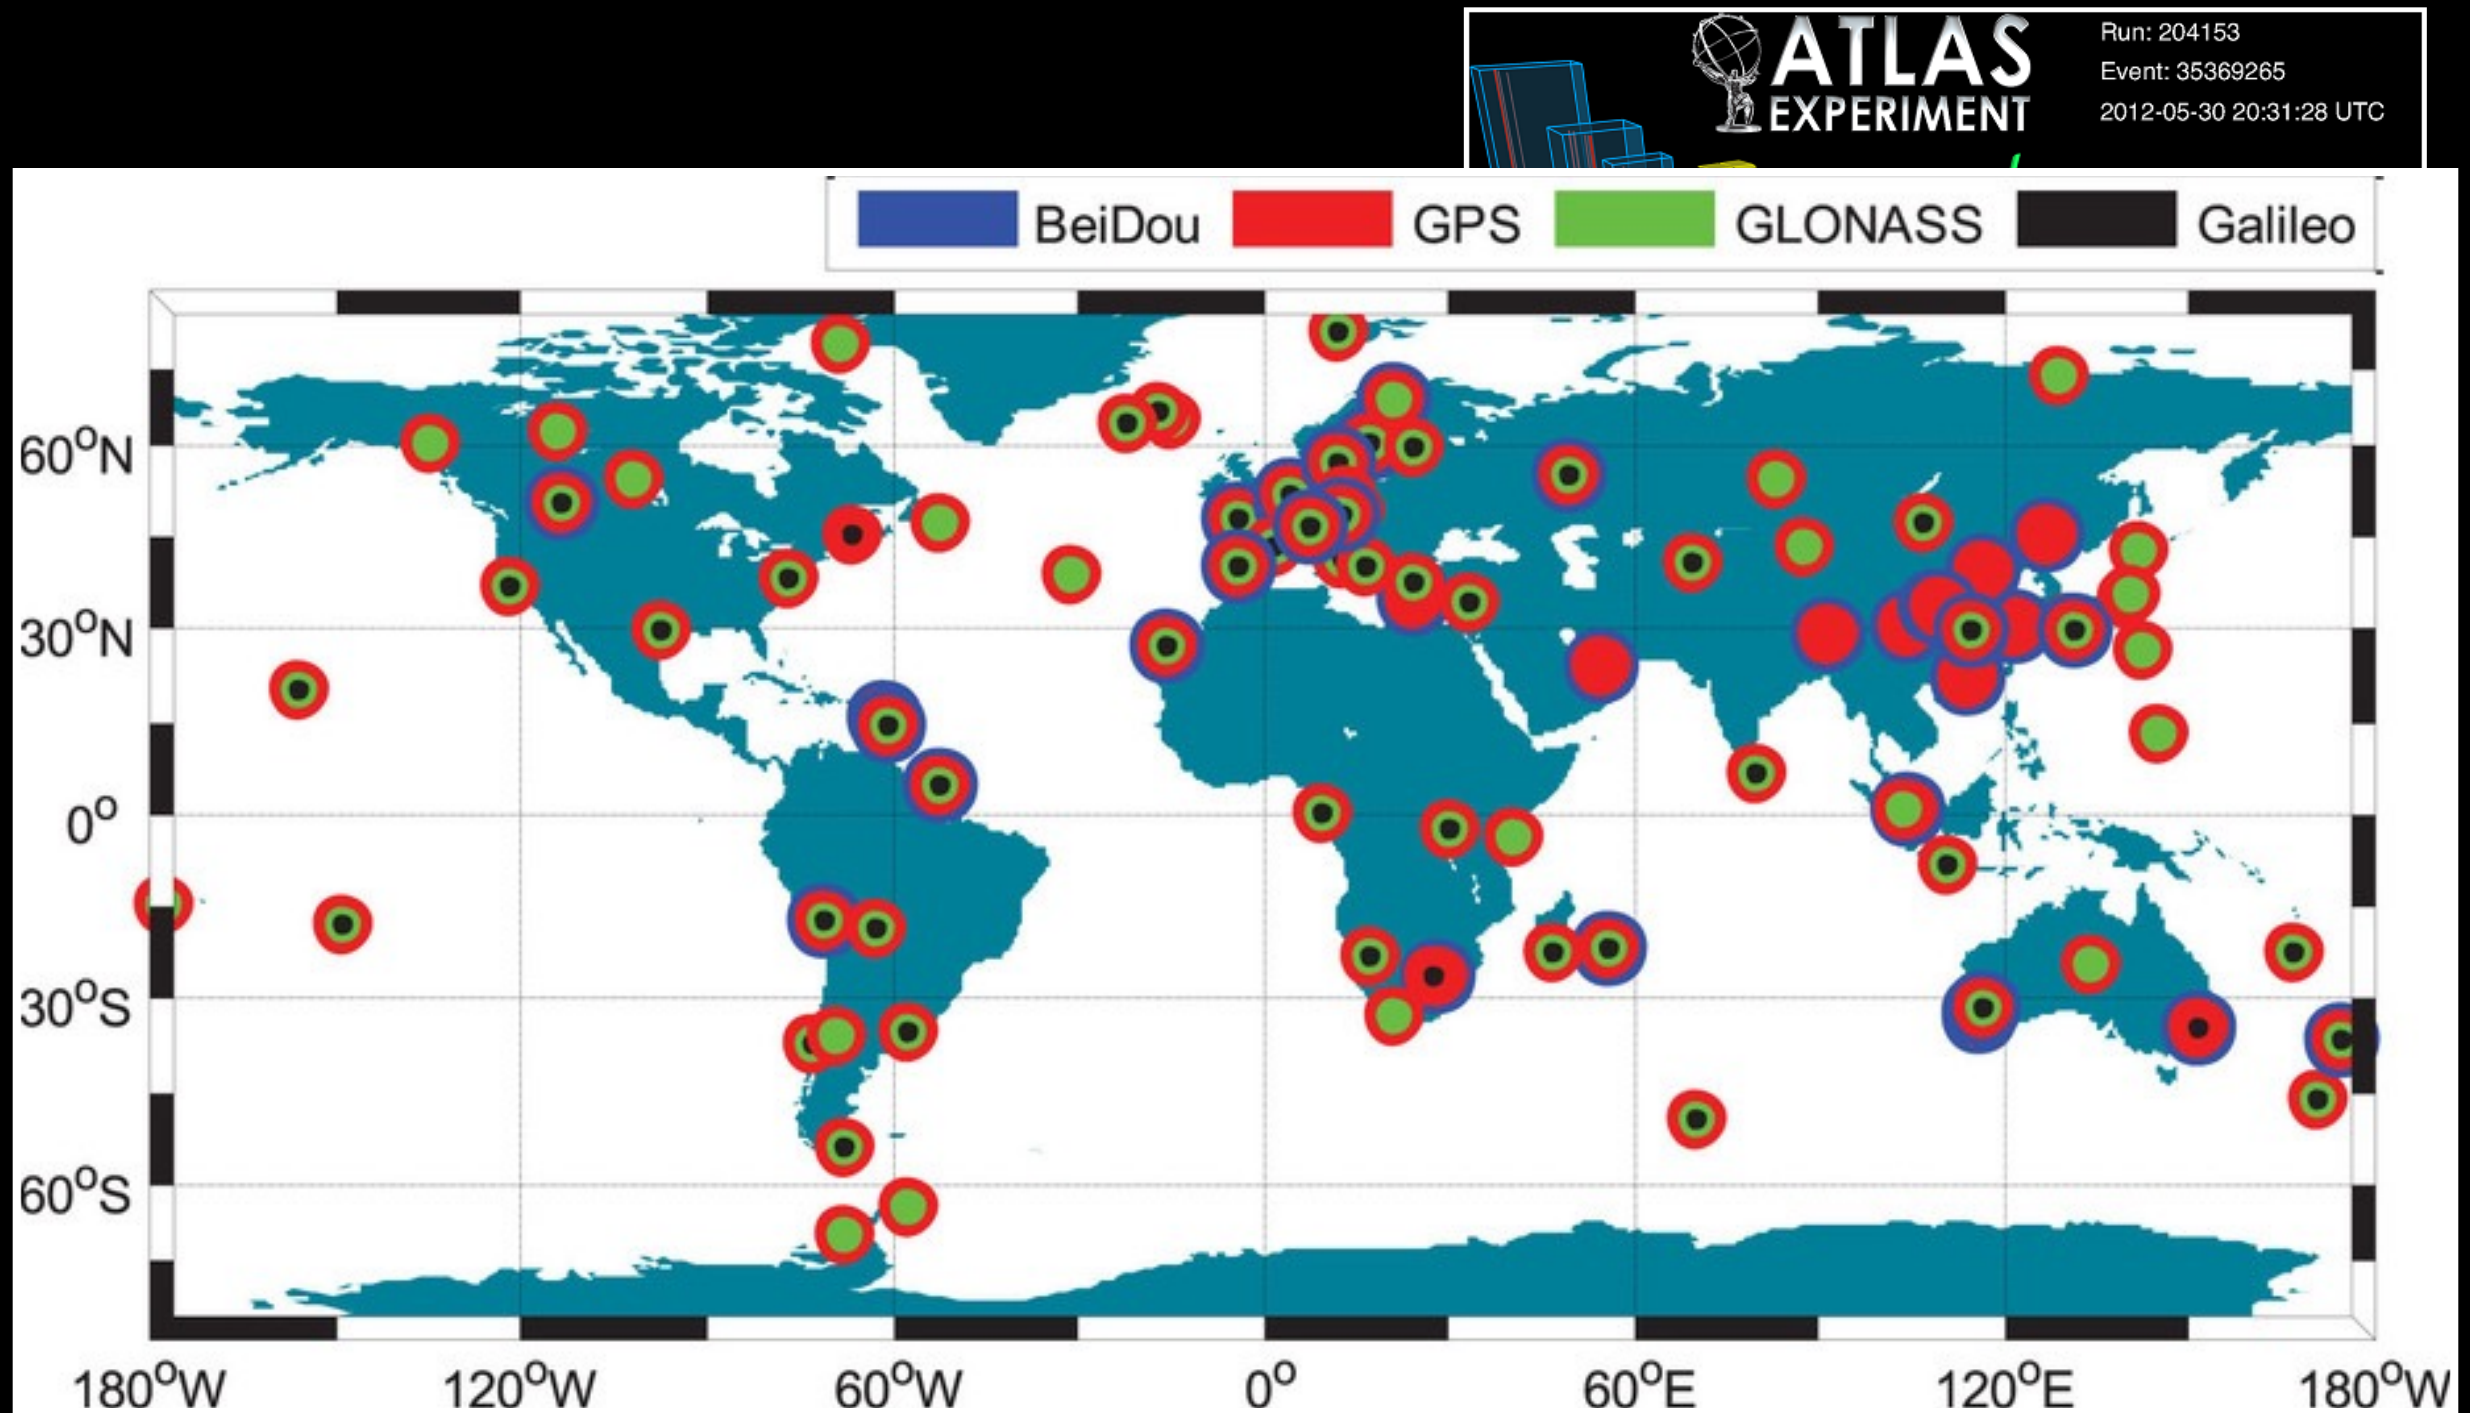 ATLAS
EXPERIMENT
Run: 204153
Event: 35369265
2012-05-30 20:31:28 UTC
BeiDou GPS GLONASS Galileo
60°N
30°N
0°
30°S
60°S
180°W 120°W 60°W 0° 60°E 120°E 180°W